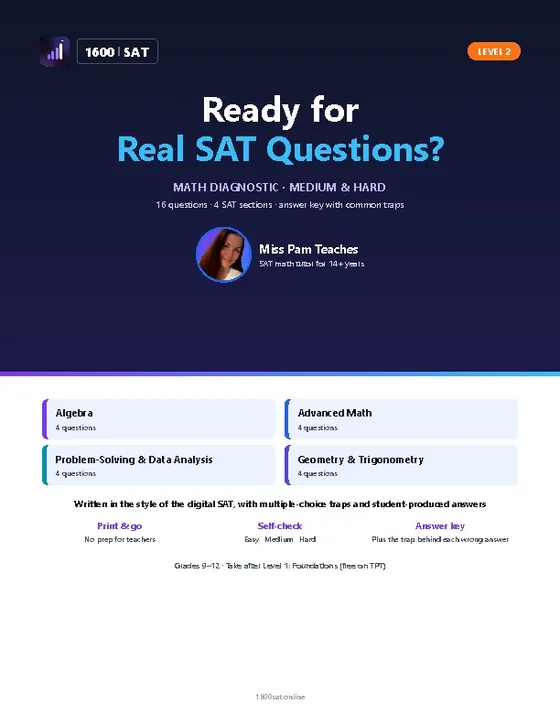 1600 | SAT
LEVEL 2
Ready for
Real SAT Questions?
MATH DIAGNOSTIC · MEDIUM & HARD
16 questions · 4 SAT sections · answer key with common traps
Miss Pam Teaches
SAT math tutor for 14+ years
Algebra
4 questions
Advanced Math
4 questions
Problem-Solving & Data Analysis
4 questions
Geometry & Trigonometry
4 questions
Written in the style of the digital SAT, with multiple-choice traps and student-produced answers
Print & go
No prep for teachers
Self-check
Easy Medium Hard
Answer key
Plus the trap behind each wrong answer
Grades 9–12 · Take after Level 1: Foundations (free on TPT)
1600sat.online